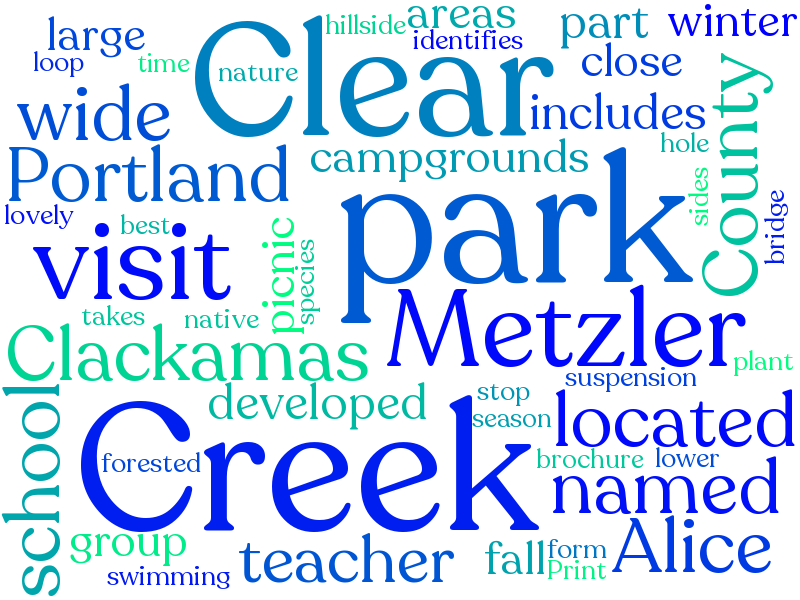 hillside
areas
part
winter
large
Clear
identifies
loop
time
nature
close
wide
includes
County
hole
Portland
campgrounds
park
sides
lovely
best
picnic
species
bridge
visit
takes
native
Metzler
Clackamas
plant
suspension
school
developed
stop
season
located
Creek
forested
brochure
lower
named
group
teacher
fall
form
Alice
swimming
Print